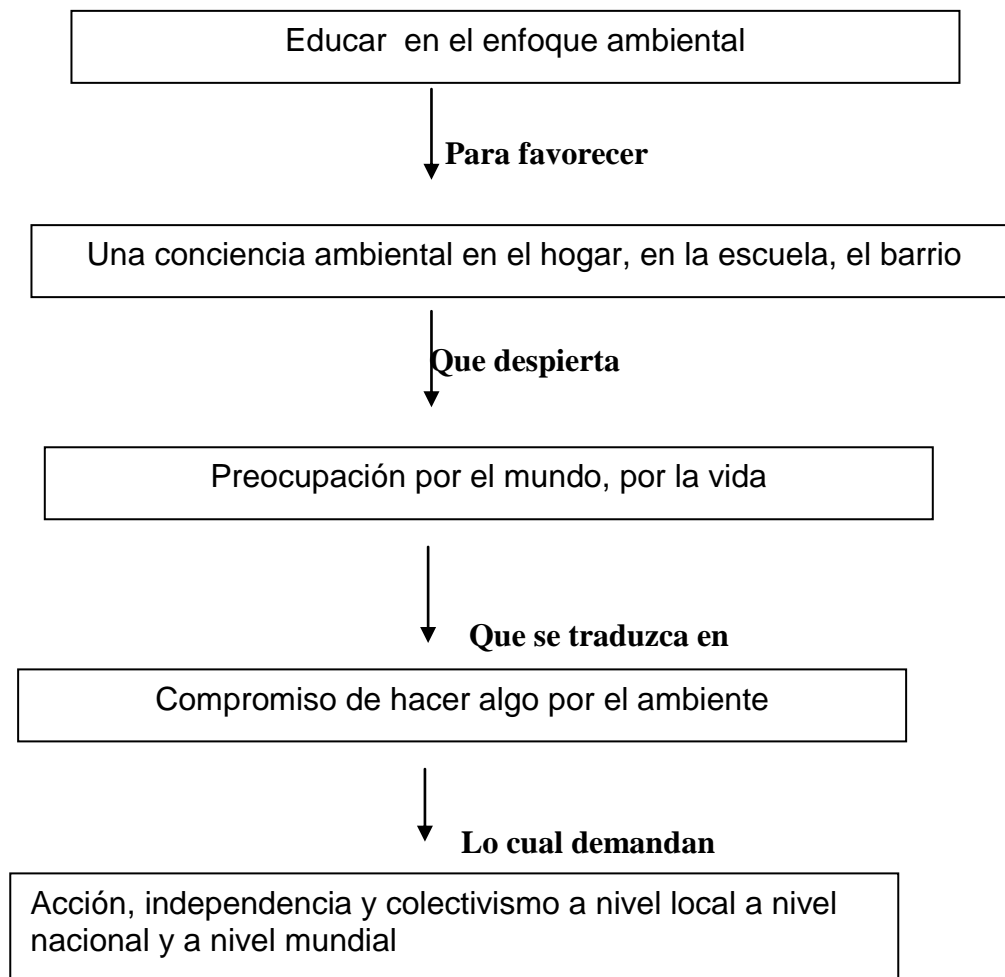 Educar en el enfoque ambiental
Para favorecer
Una conciencia ambiental en el hogar, en la escuela, el barrio
Que despierta
Preocupación por el mundo, por la vida
Que se traduzca en
Compromiso de hacer algo por el ambiente
Lo cual demandan
Acción, independencia y colectivismo a nivel local a nivel
nacional y a nivel mundial